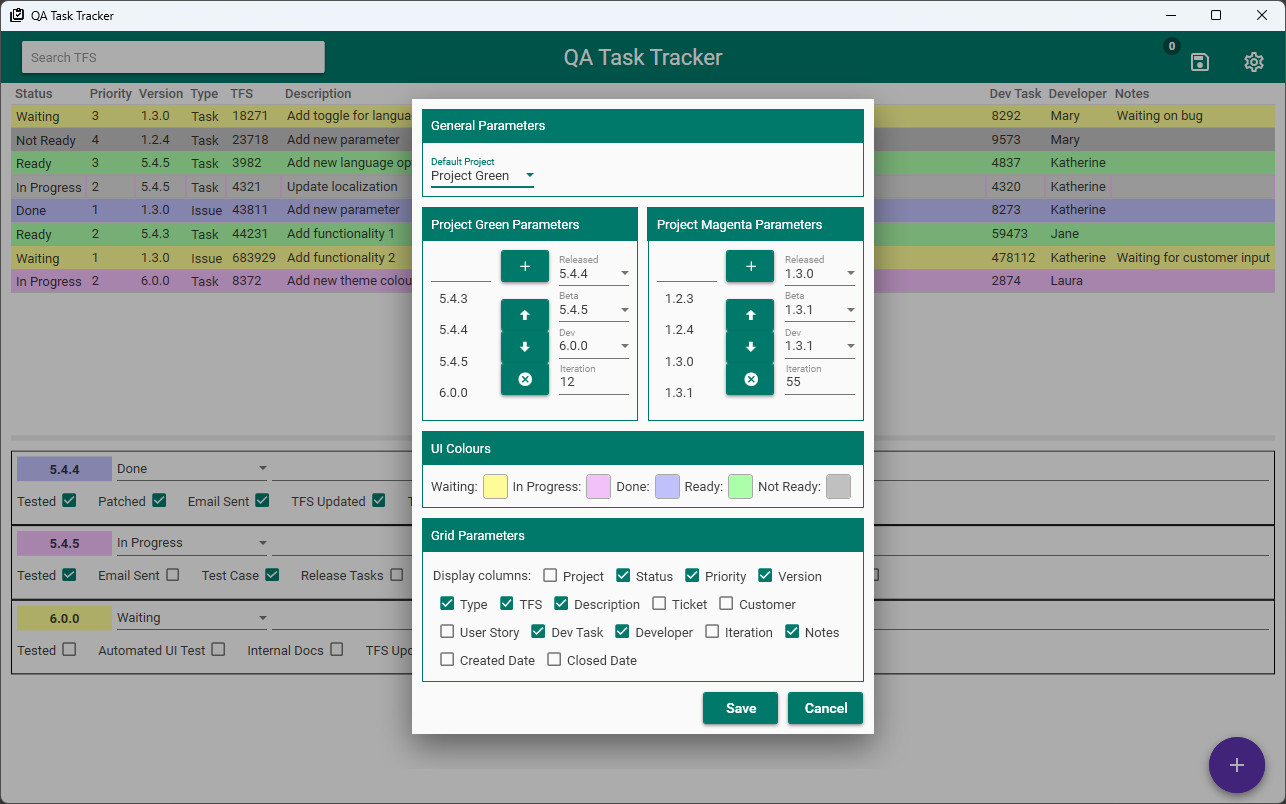 QA Task Tracker
Search TFS
QA Task Tracker
0
Status Priority Version Type TFS Description Dev Task Developer Notes
Waiting 3 1.3.0 Task 18271 Add toggle for langua 8292 Mary Waiting on bug
Not Ready 4 1.2.4 Task 23718 Add new parameter 9573 Mary
Ready 3 5.4.5 Task 3982 Add new language op 4837 Katherine
In Progress 2 5.4.5 Task 4321 Update localization 4320 Katherine
Done 1 1.3.0 Issue 43811 Add new parameter 8273 Katherine
Ready 2 5.4.3 Task 44231 Add functionality 1 59473 Jane
Waiting 1 1.3.0 Issue 683929 Add functionality 2 478112 Katherine Waiting for customer input
In Progress 2 6.0.0 Task 8372 Add new theme colou 2874 Laura
5.4.4 Done
Tested Patched Email Sent TFS Updated
5.4.5 In Progress
Tested Email Sent Test Case Release Tasks
6.0.0 Waiting
Tested Automated UI Test Internal Docs TFS Up
General Parameters
Default Project
Project Green
Project Green Parameters
5.4.3
5.4.4
5.4.5
6.0.0
+
Released
5.4.4
Beta
5.4.5
Dev
6.0.0
Iteration
12
Project Magenta Parameters
1.2.3
1.2.4
1.3.0
1.3.1
+
Released
1.3.0
Beta
1.3.1
Dev
1.3.1
Iteration
55
UI Colours
Waiting: In Progress: Done: Ready: Not Ready:
Grid Parameters
Display columns: Project Status Priority Version
Type TFS Description Ticket Customer
User Story Dev Task Developer Iteration Notes
Created Date Closed Date
Save Cancel
+